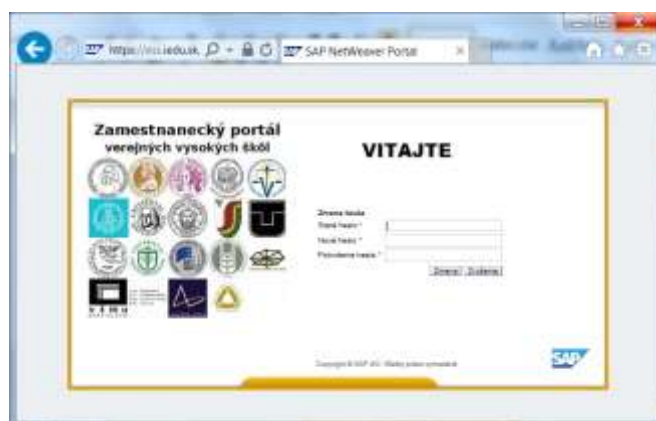 SAP NetWeaver Portal
Zamestnanecký portál
verejných vysokých škôl
VITAJTE
Zmena hesla
Staré heslo *
Nové heslo *
Potvrdenie hesla *
Zmena Zrušenie
SAP